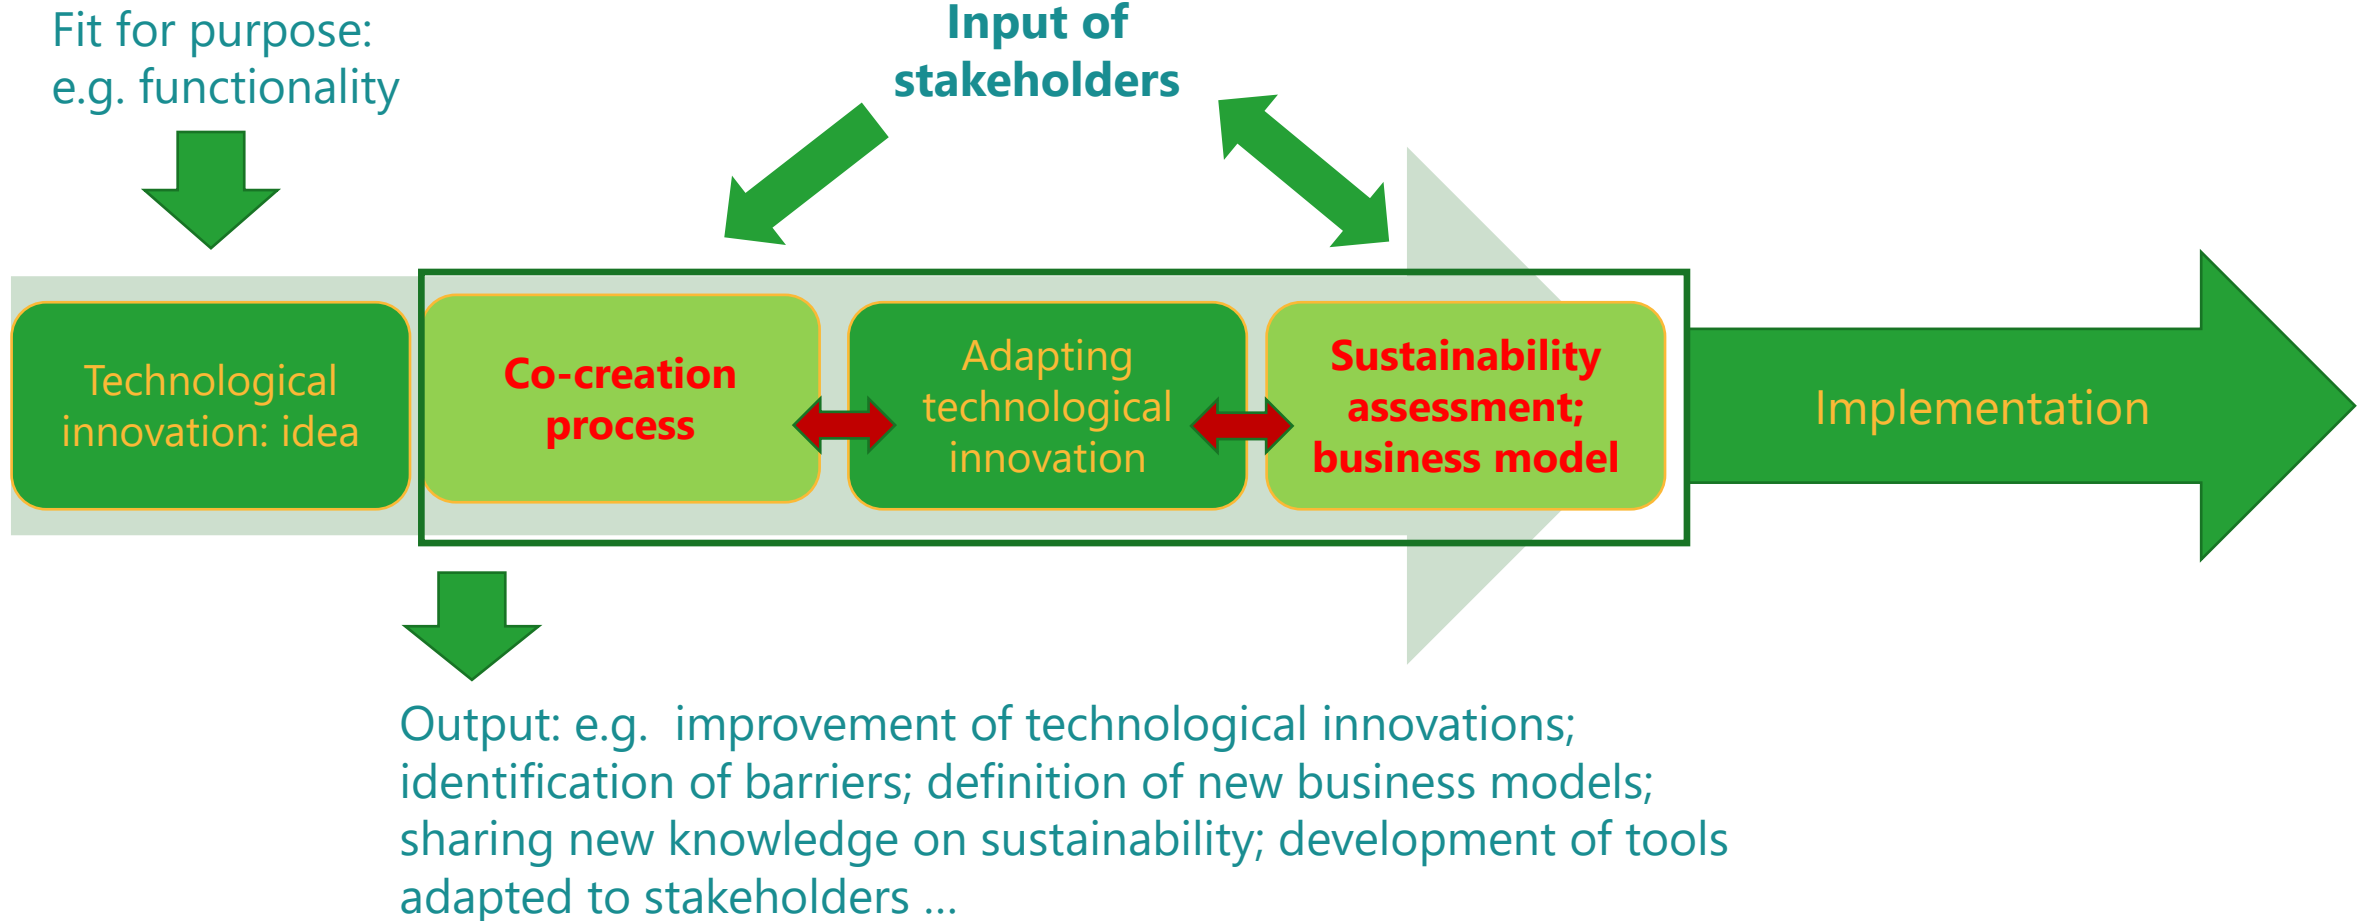 Fit for purpose:
e.g. functionality
Input of
stakeholders
Technological
innovation: idea
Co-creation
process
Adapting
technological
innovation
Sustainability
assessment;
business model
Implementation
Output: e.g.  improvement of technological innovations;
identification of barriers; definition of new business models;
sharing new knowledge on sustainability; development of tools
adapted to stakeholders ...